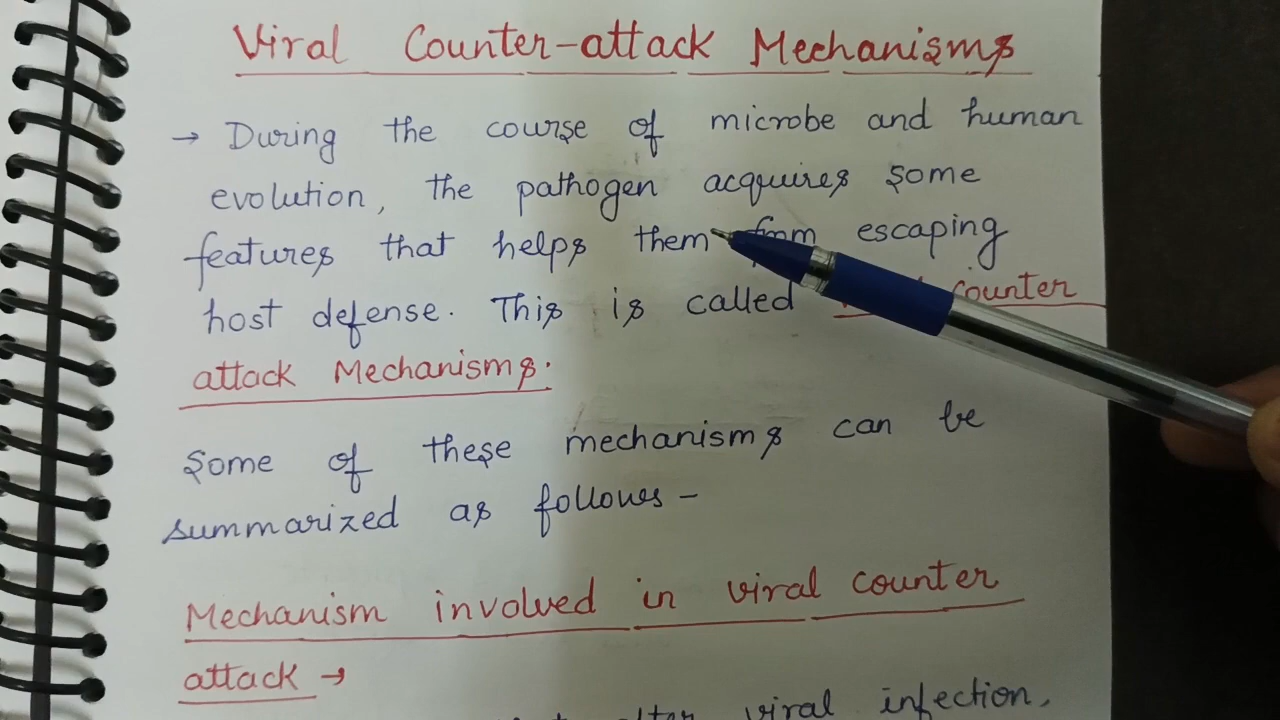 Viral Counter-attack Mechanisms
→ During the course of microbe and human
evolution, the pathogen acquires some
features that helps them from escaping
host defense. This is called counter
attack Mechanisms.
Some of these mechanisms can be
summarized as follows -
Mechanism involved in viral counter
attack →
after viral infection,